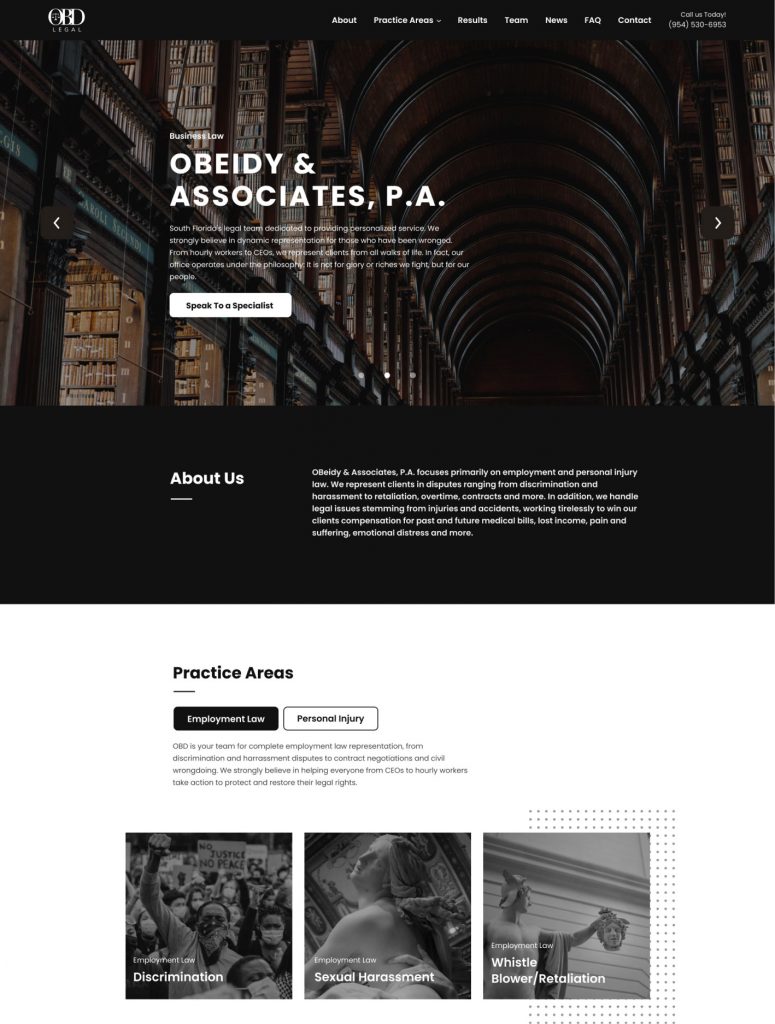 OBD
LEGAL
About
Practice Areas
Results
Team
News
FAQ
Contact
Call us Today!
(954) 530-6953
Business Law
OBEIDY &
ASSOCIATES, P.A.
South Florida's legal team dedicated to providing personalized service. We
strongly believe in dynamic representation for those who have been wronged.
From hourly workers to CEOs, we represent clients from all walks of life. In fact, our
office operates under the philosophy: It is not for glory or riches we fight, but for our
people.
Speak To a Specialist
About Us
OBeidy & Associates, P.A. focuses primarily on employment and personal injury
law. We represent clients in disputes ranging from discrimination and
harassment to retaliation, overtime, contracts and more. In addition, we handle
legal issues stemming from injuries and accidents, working tirelessly to win our
clients compensation for past and future medical bills, lost income, pain and
suffering, emotional distress and more.
Practice Areas
Employment Law
Personal Injury
OBD is your team for complete employment law representation, from
discrimination and harrassment disputes to contract negotiations and civil
wrongdoing. We strongly believe in helping everyone from CEOs to hourly workers
take action to protect and restore their legal rights.
NO
JUSTICE
NO PEACE
Employment Law
Discrimination
Employment Law
Sexual Harassment
Employment Law
Whistle
Blower/Retaliation